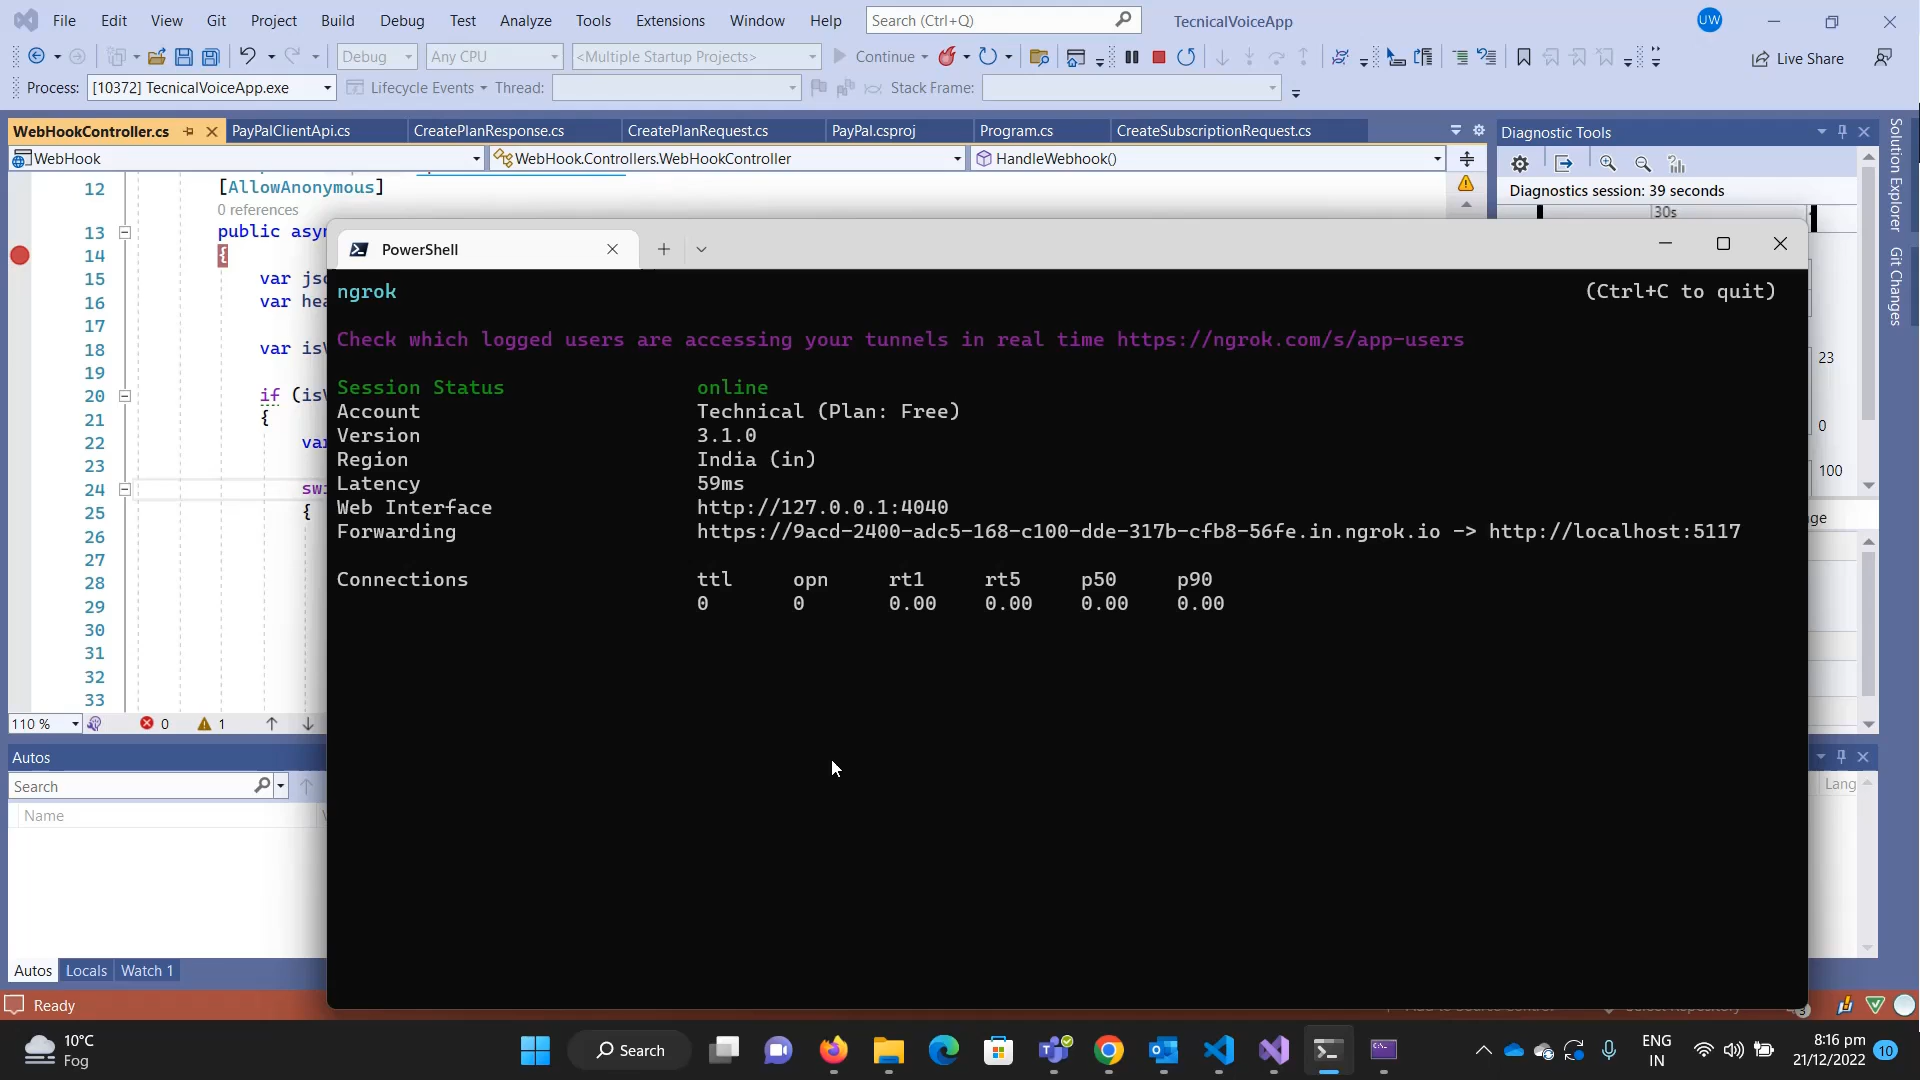 File Edit View Git Project Build Debug Test Analyze Tools Extensions Window Help Search (Ctrl+Q) TecnicalVoiceApp UW
Debug Any CPU <Multiple Startup Projects> Continue Live Share
Process: [10372] TecnicalVoiceApp.exe Lifecycle Events Thread: Stack Frame:
WebHookController.cs PayPalClientApi.cs CreatePlanResponse.cs CreatePlanRequest.cs PayPal.csproj Program.cs CreateSubscriptionRequest.cs Diagnostic Tools
WebHook WebHook.Controllers.WebHookController HandleWebhook()
Solution Explorer
Git Changes
12 [AllowAnonymous]
Diagnostics session: 39 seconds
0 references
30s
13 public asyn
14 {
15 var jso
16 var hea
17
18 var isV
19
20 if (isV
21 {
22 var
23
24 swi
25 {
26
27
28
29
30
31
32
33
PowerShell
ngrok (Ctrl+C to quit)
Check which logged users are accessing your tunnels in real time https://ngrok.com/s/app-users
Session Status online
Account Technical (Plan: Free)
Version 3.1.0
Region India (in)
Latency 59ms
Web Interface http://127.0.0.1:4040
Forwarding https://9acd-2400-adc5-168-c100-dde-317b-cfb8-56fe.in.ngrok.io -> http://localhost:5117
Connections ttl opn rt1 rt5 p50 p90
0 0 0.00 0.00 0.00 0.00
23
0
100
110 % 0 1
Autos
Search
Name
Lang
Autos Locals Watch 1
Ready
3
10°C
Fog
Search
ENG
IN
8:16 pm
21/12/2022
10